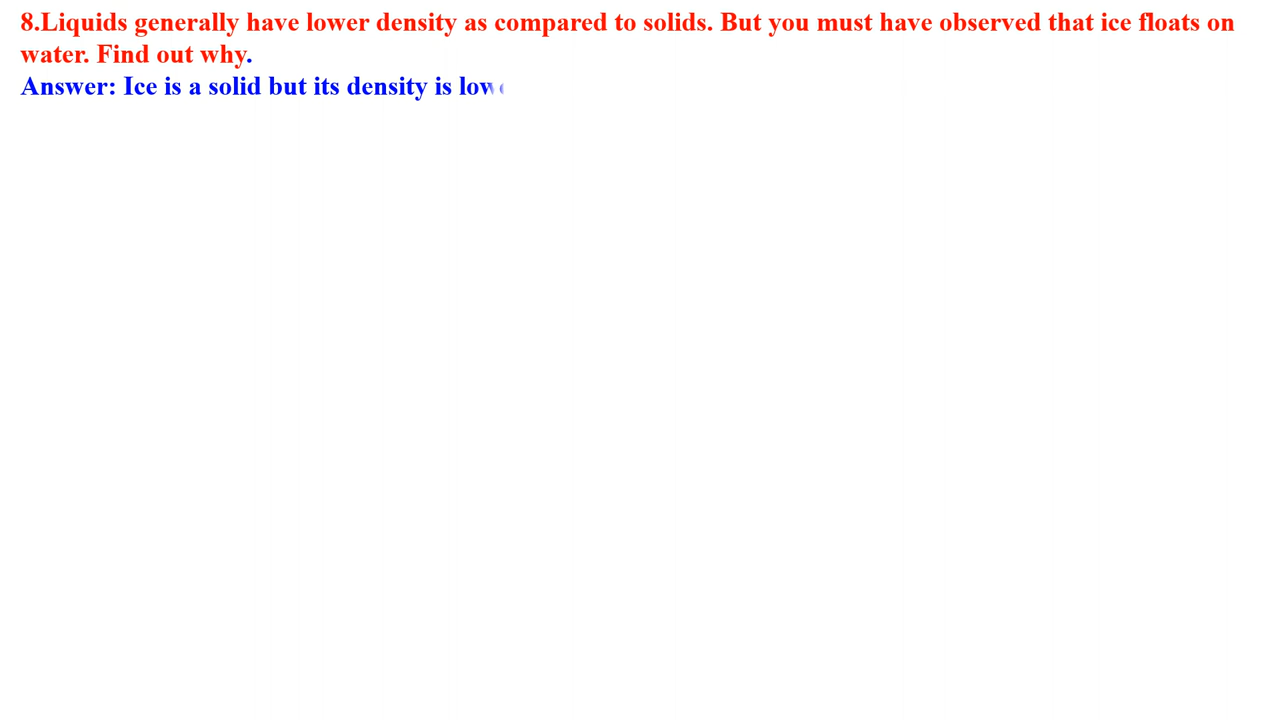 8.Liquids generally have lower density as compared to solids. But you must have observed that ice floats on
water. Find out why.
Answer: Ice is a solid but its density is low